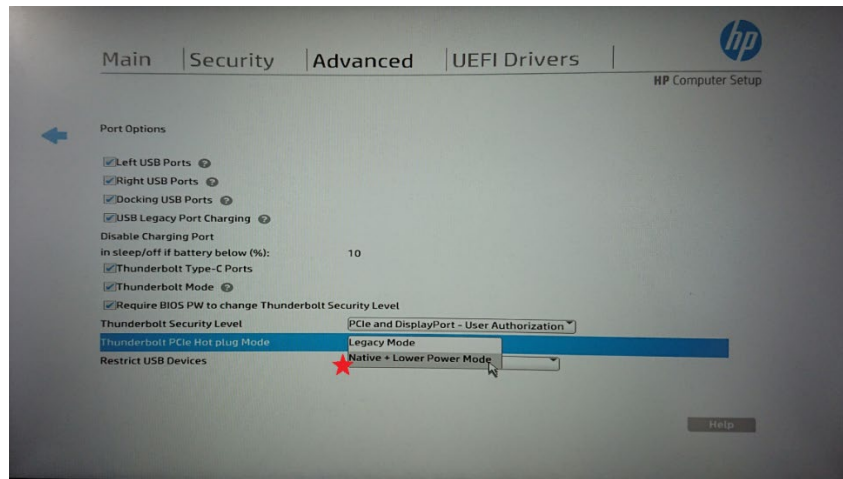 hp
Main Security Advanced UEFI Drivers
HP Computer Setup
Port Options
Left USB Ports ?
Right USB Ports ?
Docking USB Ports ?
USB Legacy Port Charging ?
Disable Charging Port
in sleep/off if battery below (%): 10
Thunderbolt Type-C Ports
Thunderbolt Mode ?
Require BIOS PW to change Thunderbolt Security Level
Thunderbolt Security Level PCIe and DisplayPort - User Authorization
Thunderbolt PCIe Hot plug Mode Legacy Mode
Native + Lower Power Mode
Restrict USB Devices
Help